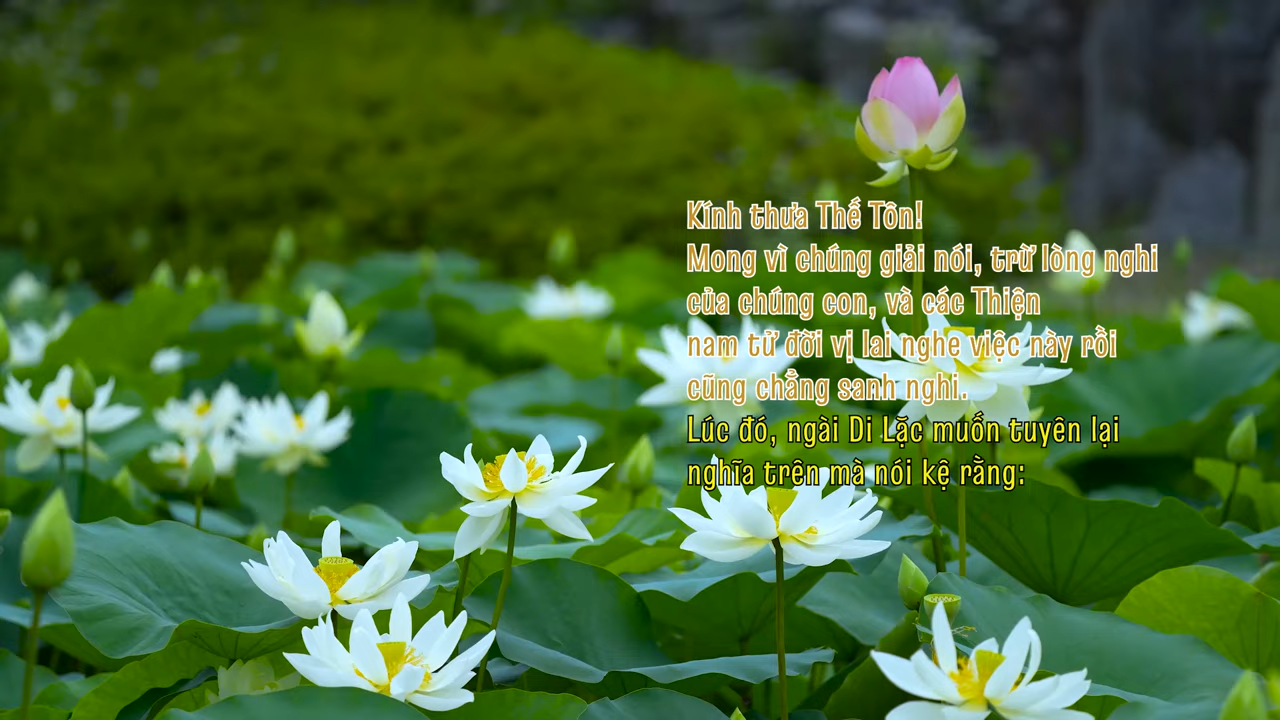 Kính thưa Thế Tôn!
Mong vì chúng giải nói, trừ lòng nghi
của chúng con, và các Thiện
nam tử đời vị lai nghe việc này rồi
cũng chẳng sanh nghi.
Lúc đó, ngài Di Lặc muốn tuyên lại
nghĩa trên mà nói kệ rằng: